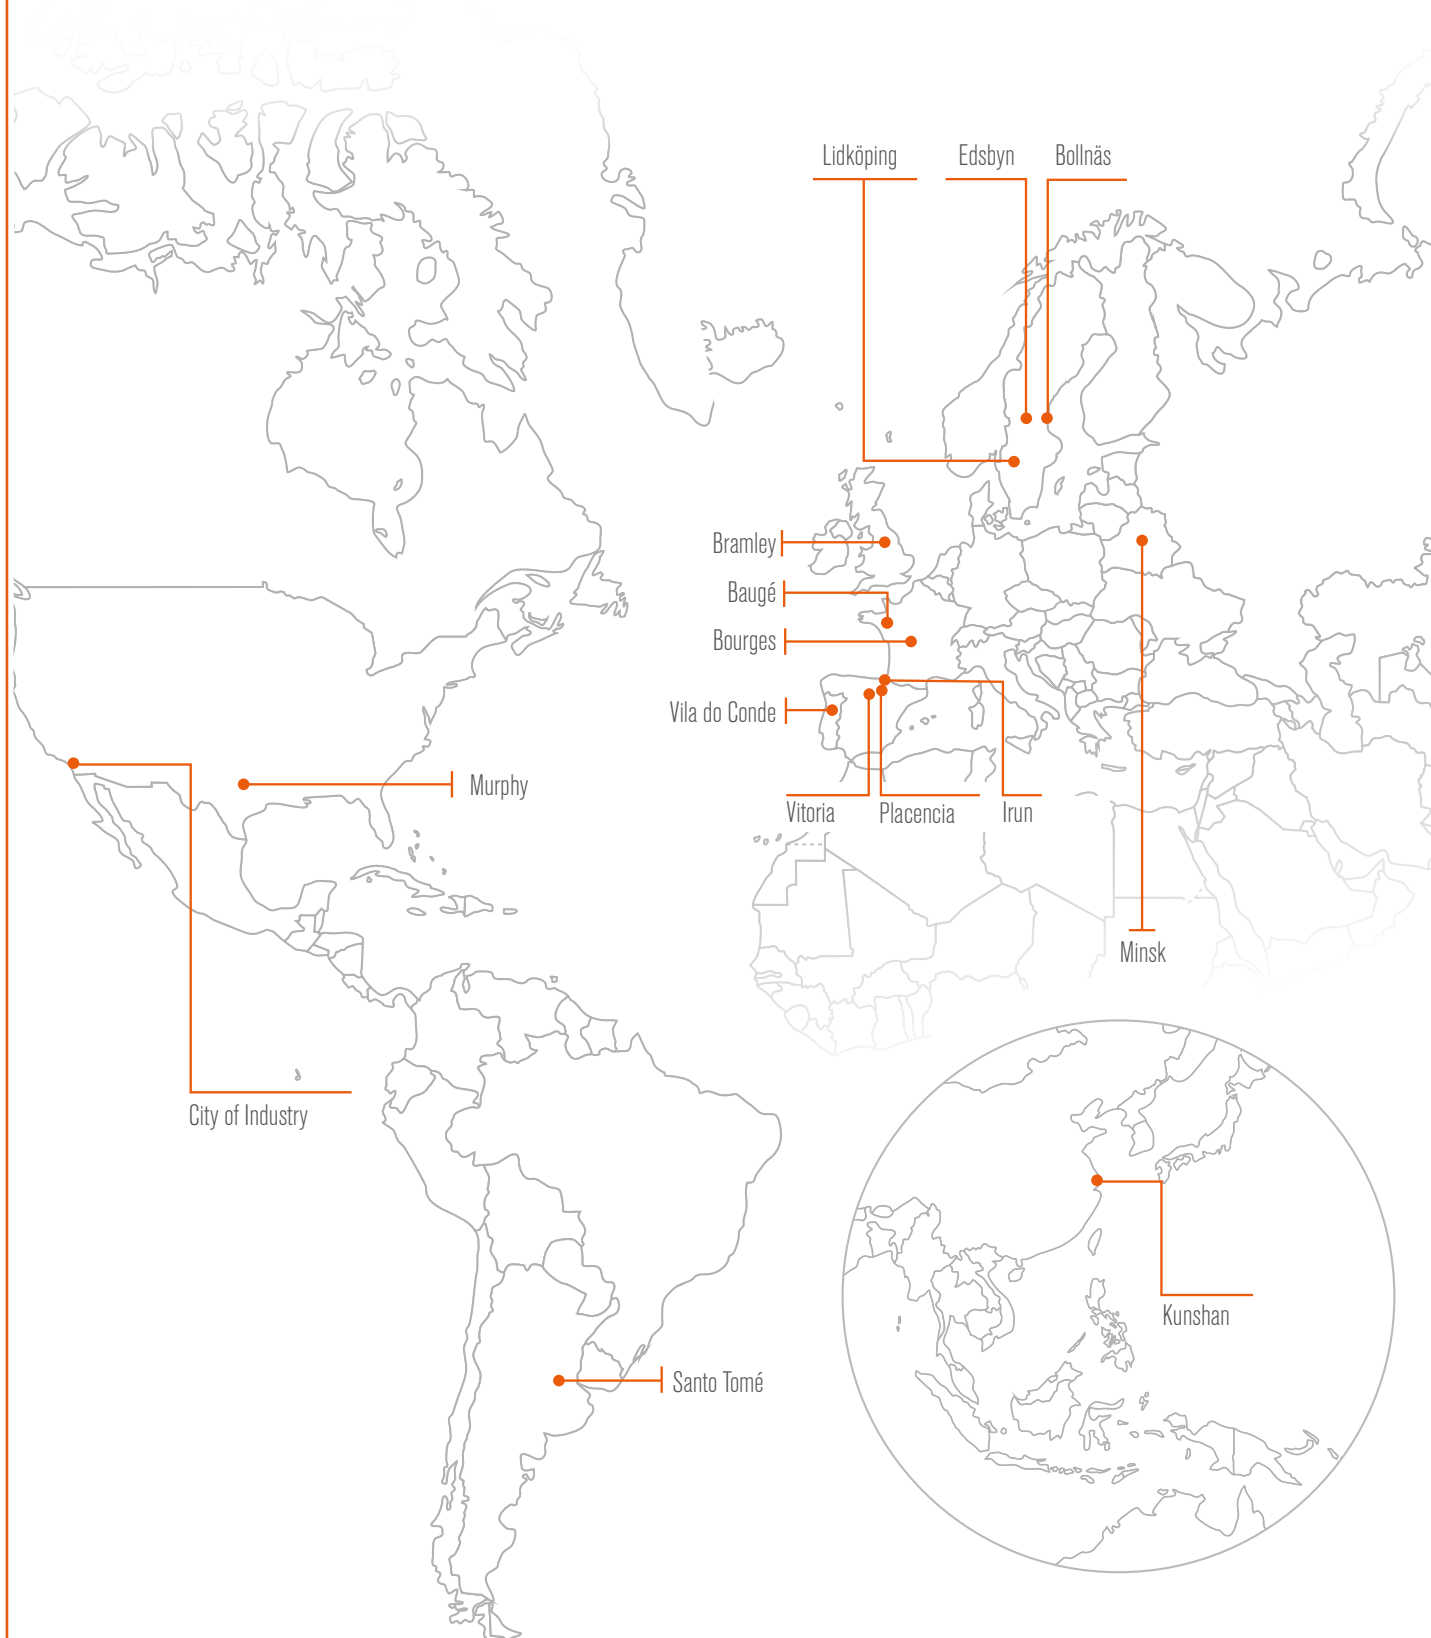 Lidköping
Edsbyn
Bollnäs
Bramley
Baugé
Bourges
Vila do Conde
Murphy
Vitoria
Placencia
Irun
Minsk
City of Industry
Kunshan
Santo Tomé